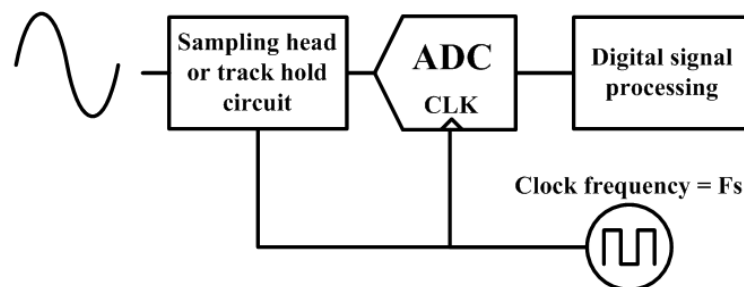 Sampling head
or track hold
circuit
ADC
CLK
Digital signal
processing
Clock frequency = Fs